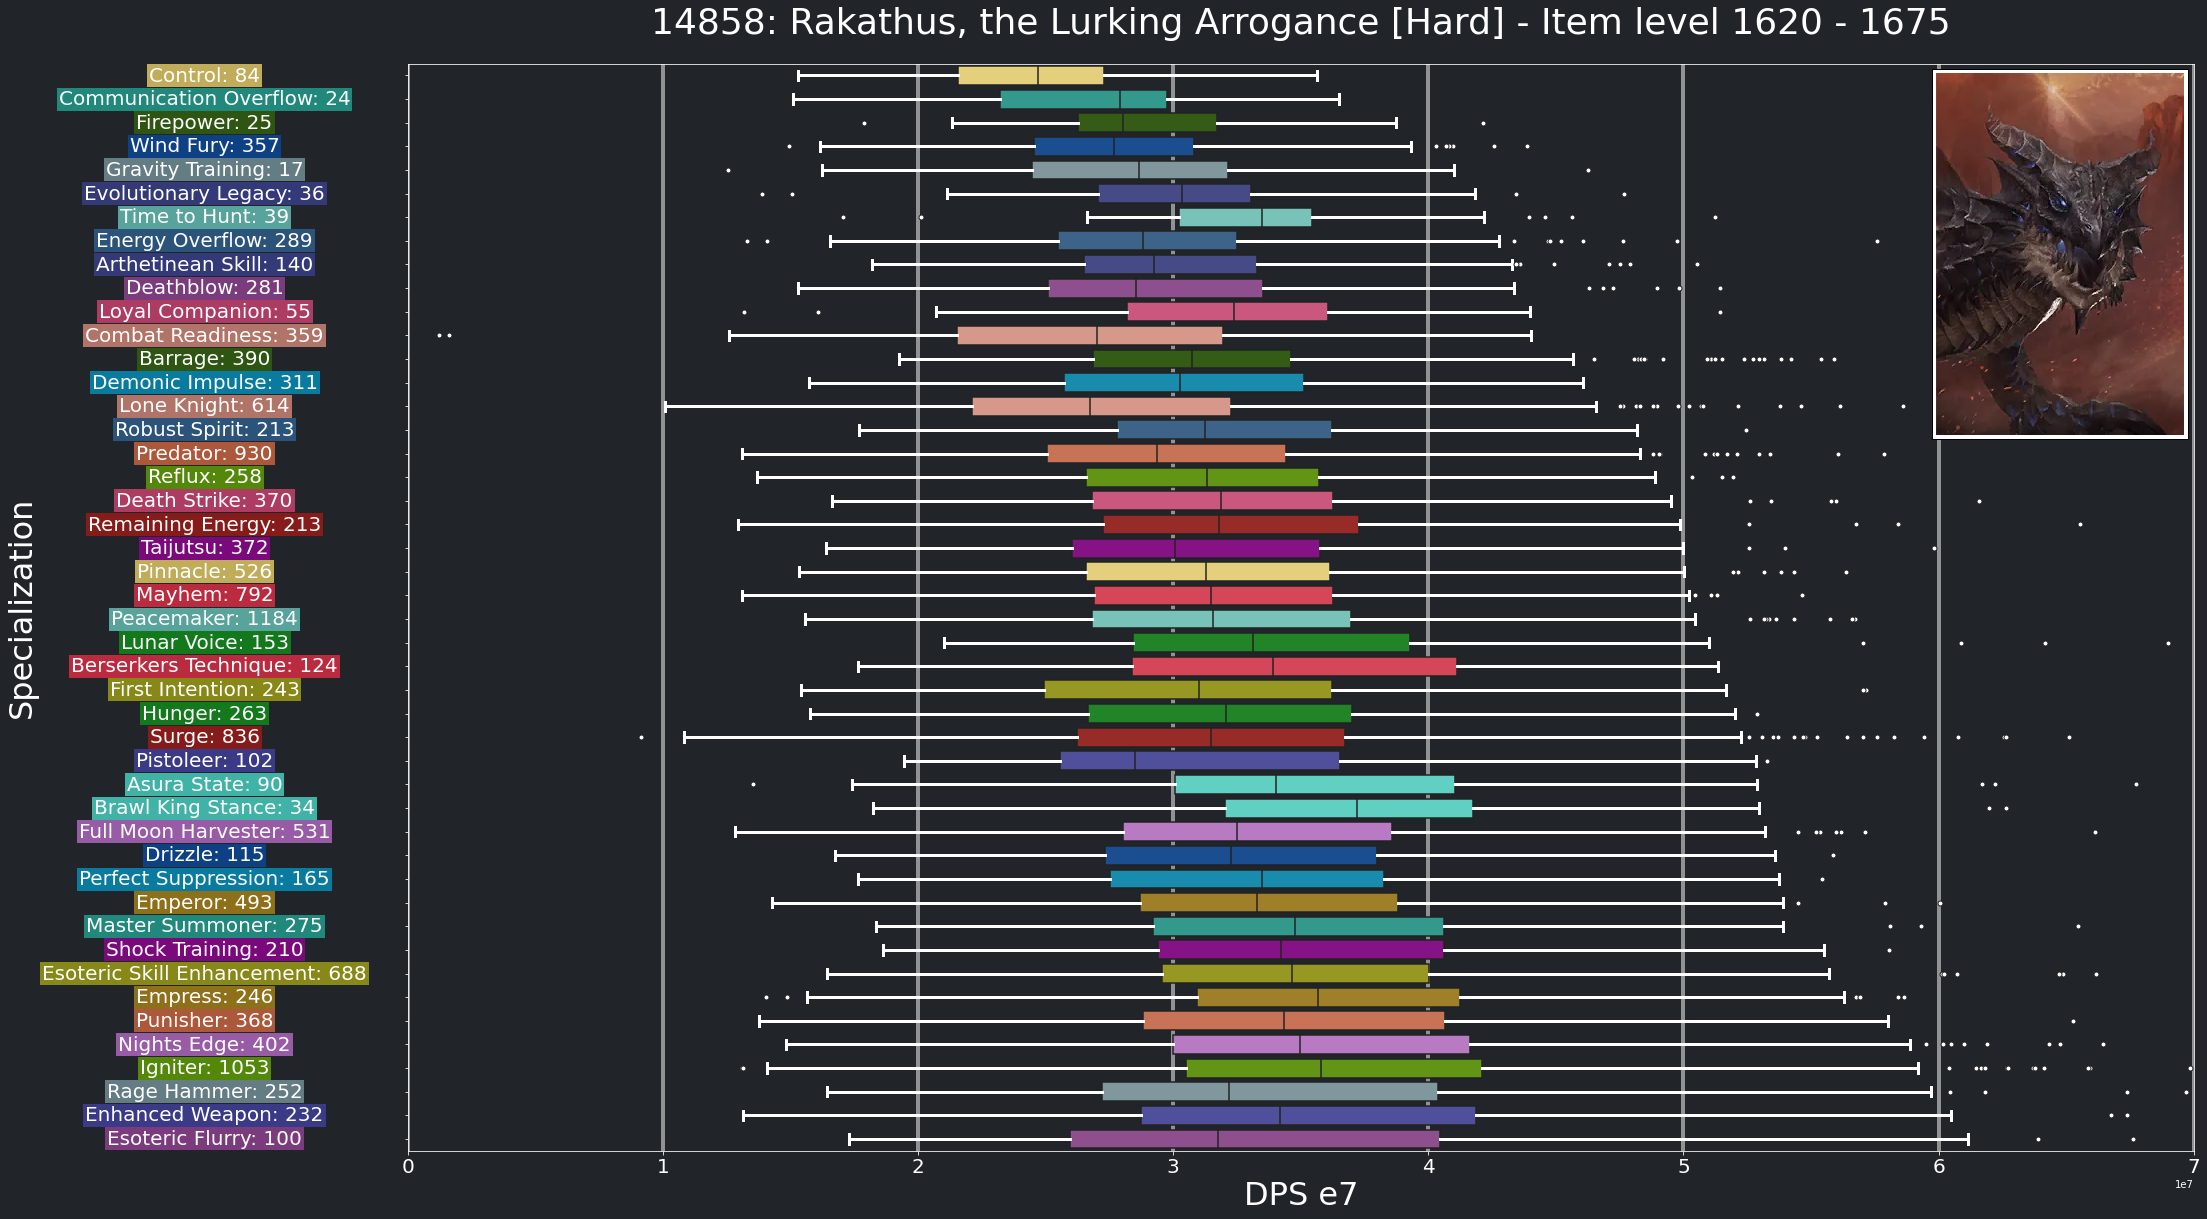 14858: Rakathus, the Lurking Arrogance [Hard] - Item level 1620 - 1675
Control: 84
Communication Overflow: 24
Firepower: 25
Wind Fury: 357
Gravity Training: 17
Evolutionary Legacy: 36
Time to Hunt: 39
Energy Overflow: 289
Arthetinean Skill: 140
Deathblow: 281
Loyal Companion: 55
Combat Readiness: 359
Barrage: 390
Demonic Impulse: 311
Lone Knight: 614
Robust Spirit: 213
Predator: 930
Reflux: 258
Death Strike: 370
Remaining Energy: 213
Taijutsu: 372
Pinnacle: 526
Mayhem: 792
Peacemaker: 1184
Lunar Voice: 153
Berserkers Technique: 124
First Intention: 243
Hunger: 263
Surge: 836
Pistoleer: 102
Asura State: 90
Brawl King Stance: 34
Full Moon Harvester: 531
Drizzle: 115
Perfect Suppression: 165
Emperor: 493
Master Summoner: 275
Shock Training: 210
Esoteric Skill Enhancement: 688
Empress: 246
Punisher: 368
Nights Edge: 402
Igniter: 1053
Rage Hammer: 252
Enhanced Weapon: 232
Esoteric Flurry: 100
Specialization
0 1 2 3 4 5 6 7
1e7
DPS e7